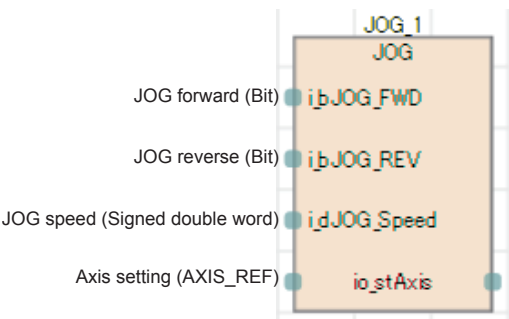 JOG_1
JOG
JOG forward (Bit) i_bJOG_FWD
JOG reverse (Bit) i_bJOG_REV
JOG speed (Signed double word) i_dJOG_Speed
Axis setting (AXIS_REF) io_stAxis